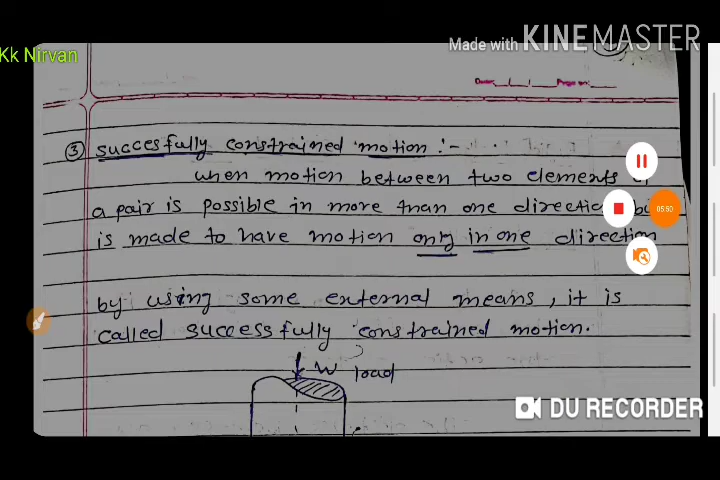 Kk Nirvan
Made with KINEMASTER
③ succesfully constrained motion :-
when motion between two elements
a pair is possible in more than one
is made to have motion only in one direction
by using some external means, it is
called successfully constrained motion.
W load
05:50
DU RECORDER